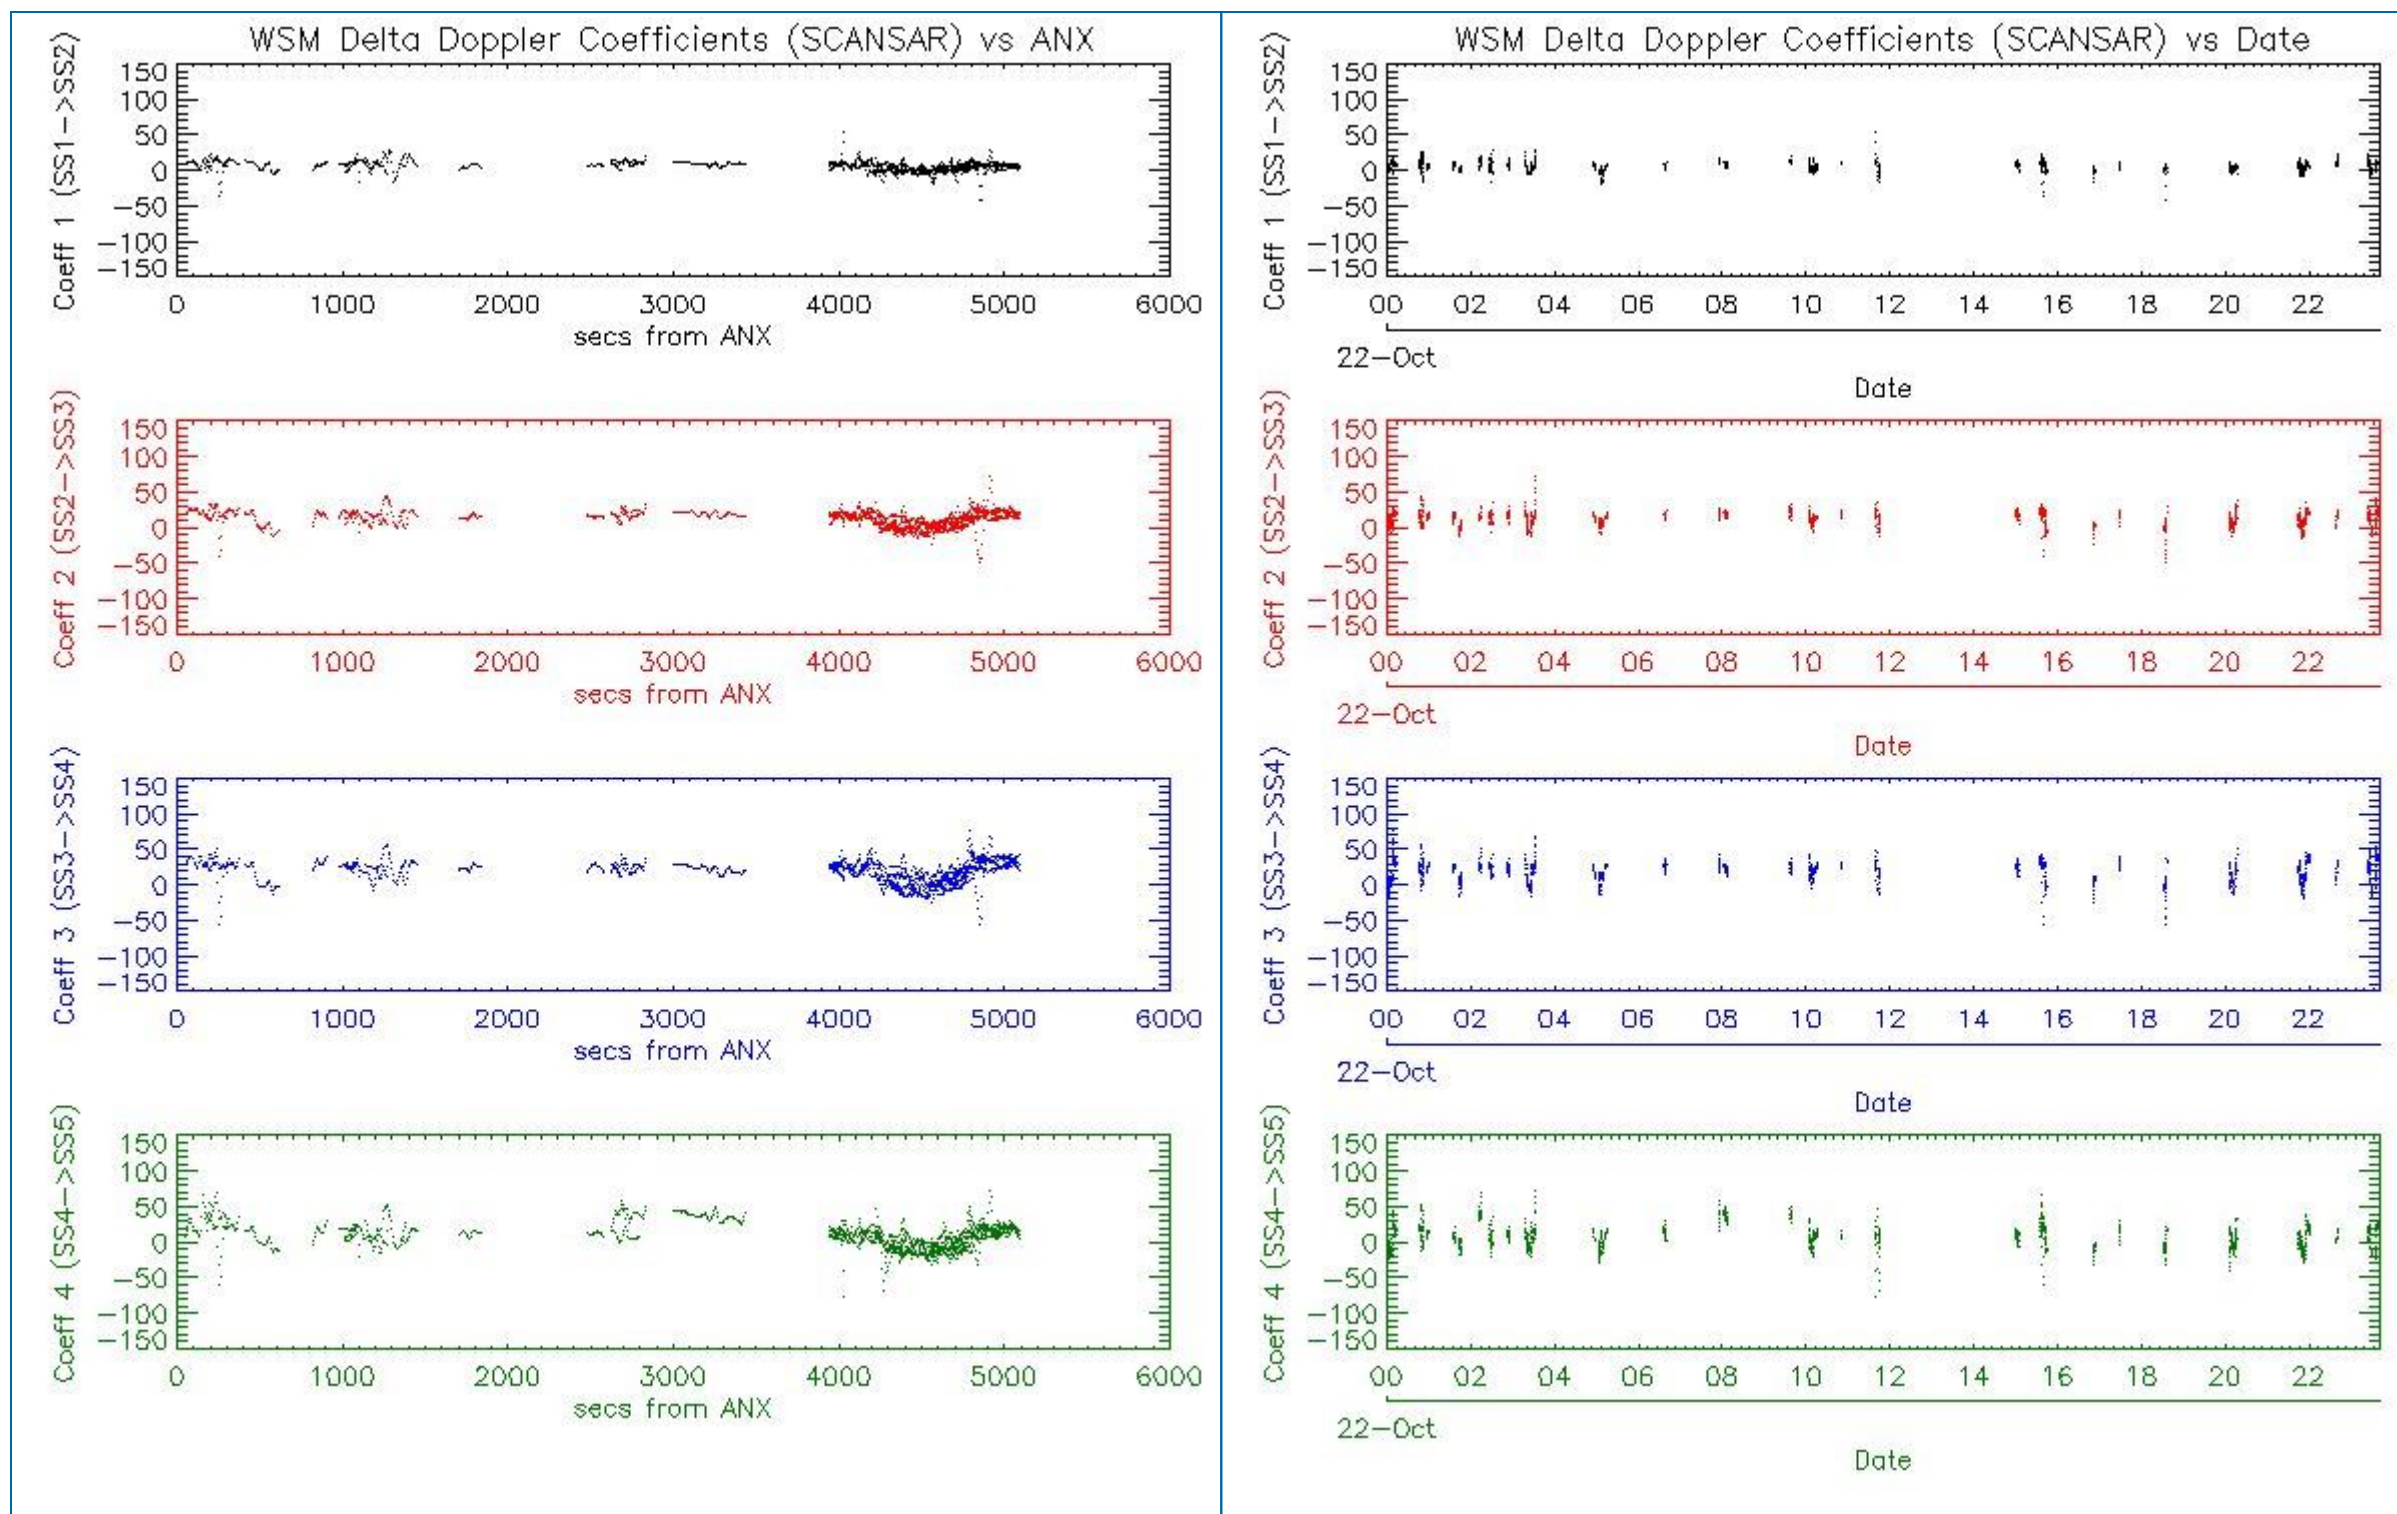 WSM Delta Doppler Coefficients (SCANSAR) vs ANX
Coeff 1 (SS1->SS2)
150
100
50
0
-50
-100
-150
0 1000 2000 3000 4000 5000 6000
secs from ANX
Coeff 2 (SS2->SS3)
150
100
50
0
-50
-100
-150
0 1000 2000 3000 4000 5000 6000
secs from ANX
Coeff 3 (SS3->SS4)
150
100
50
0
-50
-100
-150
0 1000 2000 3000 4000 5000 6000
secs from ANX
Coeff 4 (SS4->SS5)
150
100
50
0
-50
-100
-150
0 1000 2000 3000 4000 5000 6000
secs from ANX
WSM Delta Doppler Coefficients (SCANSAR) vs Date
Coeff 1 (SS1->SS2)
150
100
50
0
-50
-100
-150
00 02 04 06 08 10 12 14 16 18 20 22
22-Oct
Date
Coeff 2 (SS2->SS3)
150
100
50
0
-50
-100
-150
00 02 04 06 08 10 12 14 16 18 20 22
22-Oct
Date
Coeff 3 (SS3->SS4)
150
100
50
0
-50
-100
-150
00 02 04 06 08 10 12 14 16 18 20 22
22-Oct
Date
Coeff 4 (SS4->SS5)
150
100
50
0
-50
-100
-150
00 02 04 06 08 10 12 14 16 18 20 22
22-Oct
Date